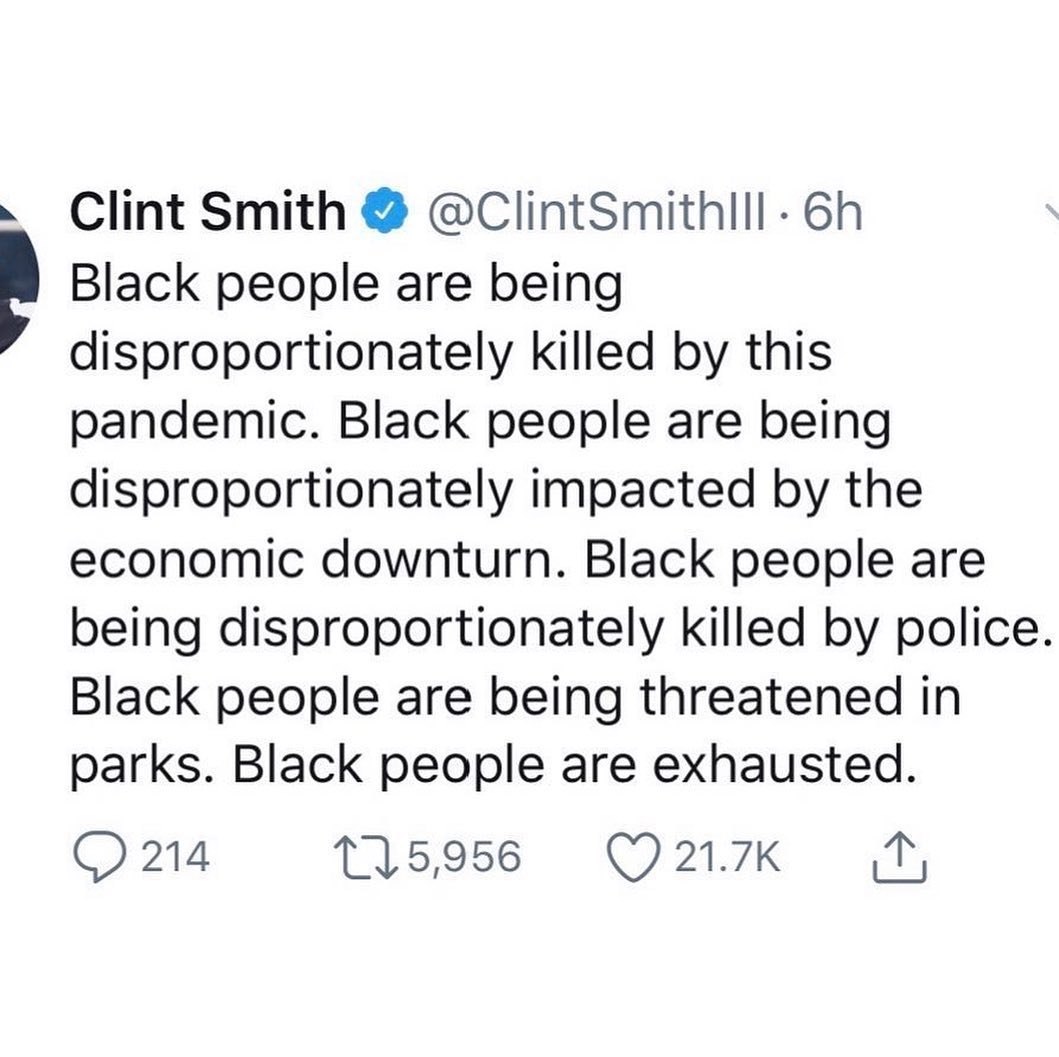 Clint Smith @ClintSmithIII · 6h
Black people are being
disproportionately killed by this
pandemic. Black people are being
disproportionately impacted by the
economic downturn. Black people are
being disproportionately killed by police.
Black people are being threatened in
parks. Black people are exhausted.
214 5,956 21.7K